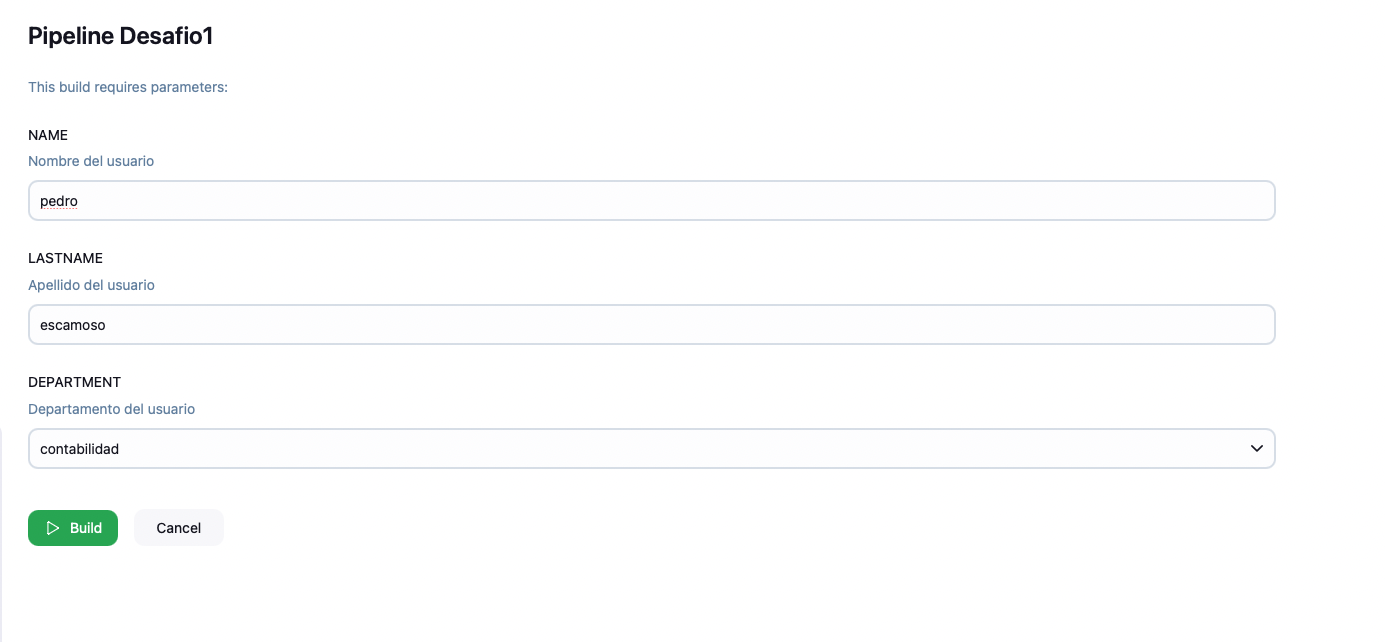 Pipeline Desafio1
This build requires parameters:
NAME
Nombre del usuario
pedro
LASTNAME
Apellido del usuario
escamoso
DEPARTMENT
Departamento del usuario
contabilidad
Build
Cancel